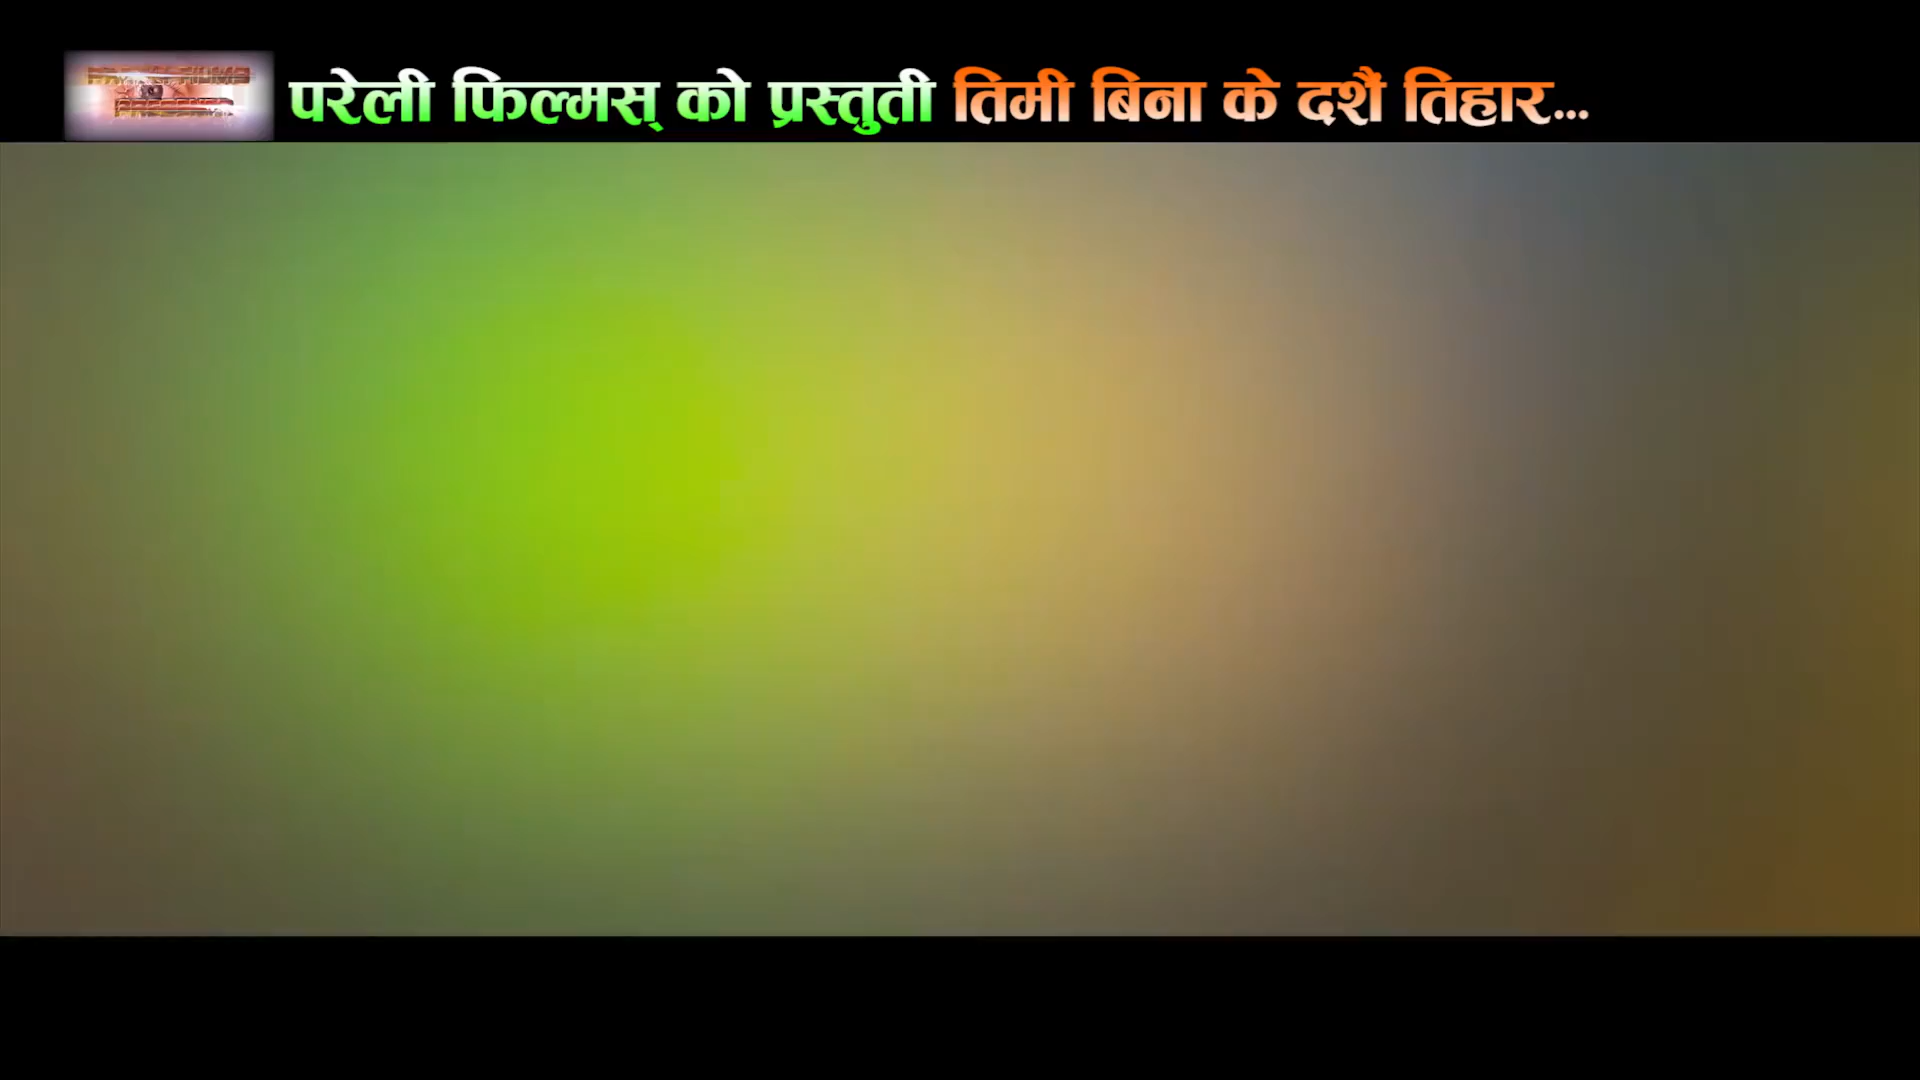 परेली फिल्मस् को प्रस्तुती तिमी बिना के दशैं तिहार...